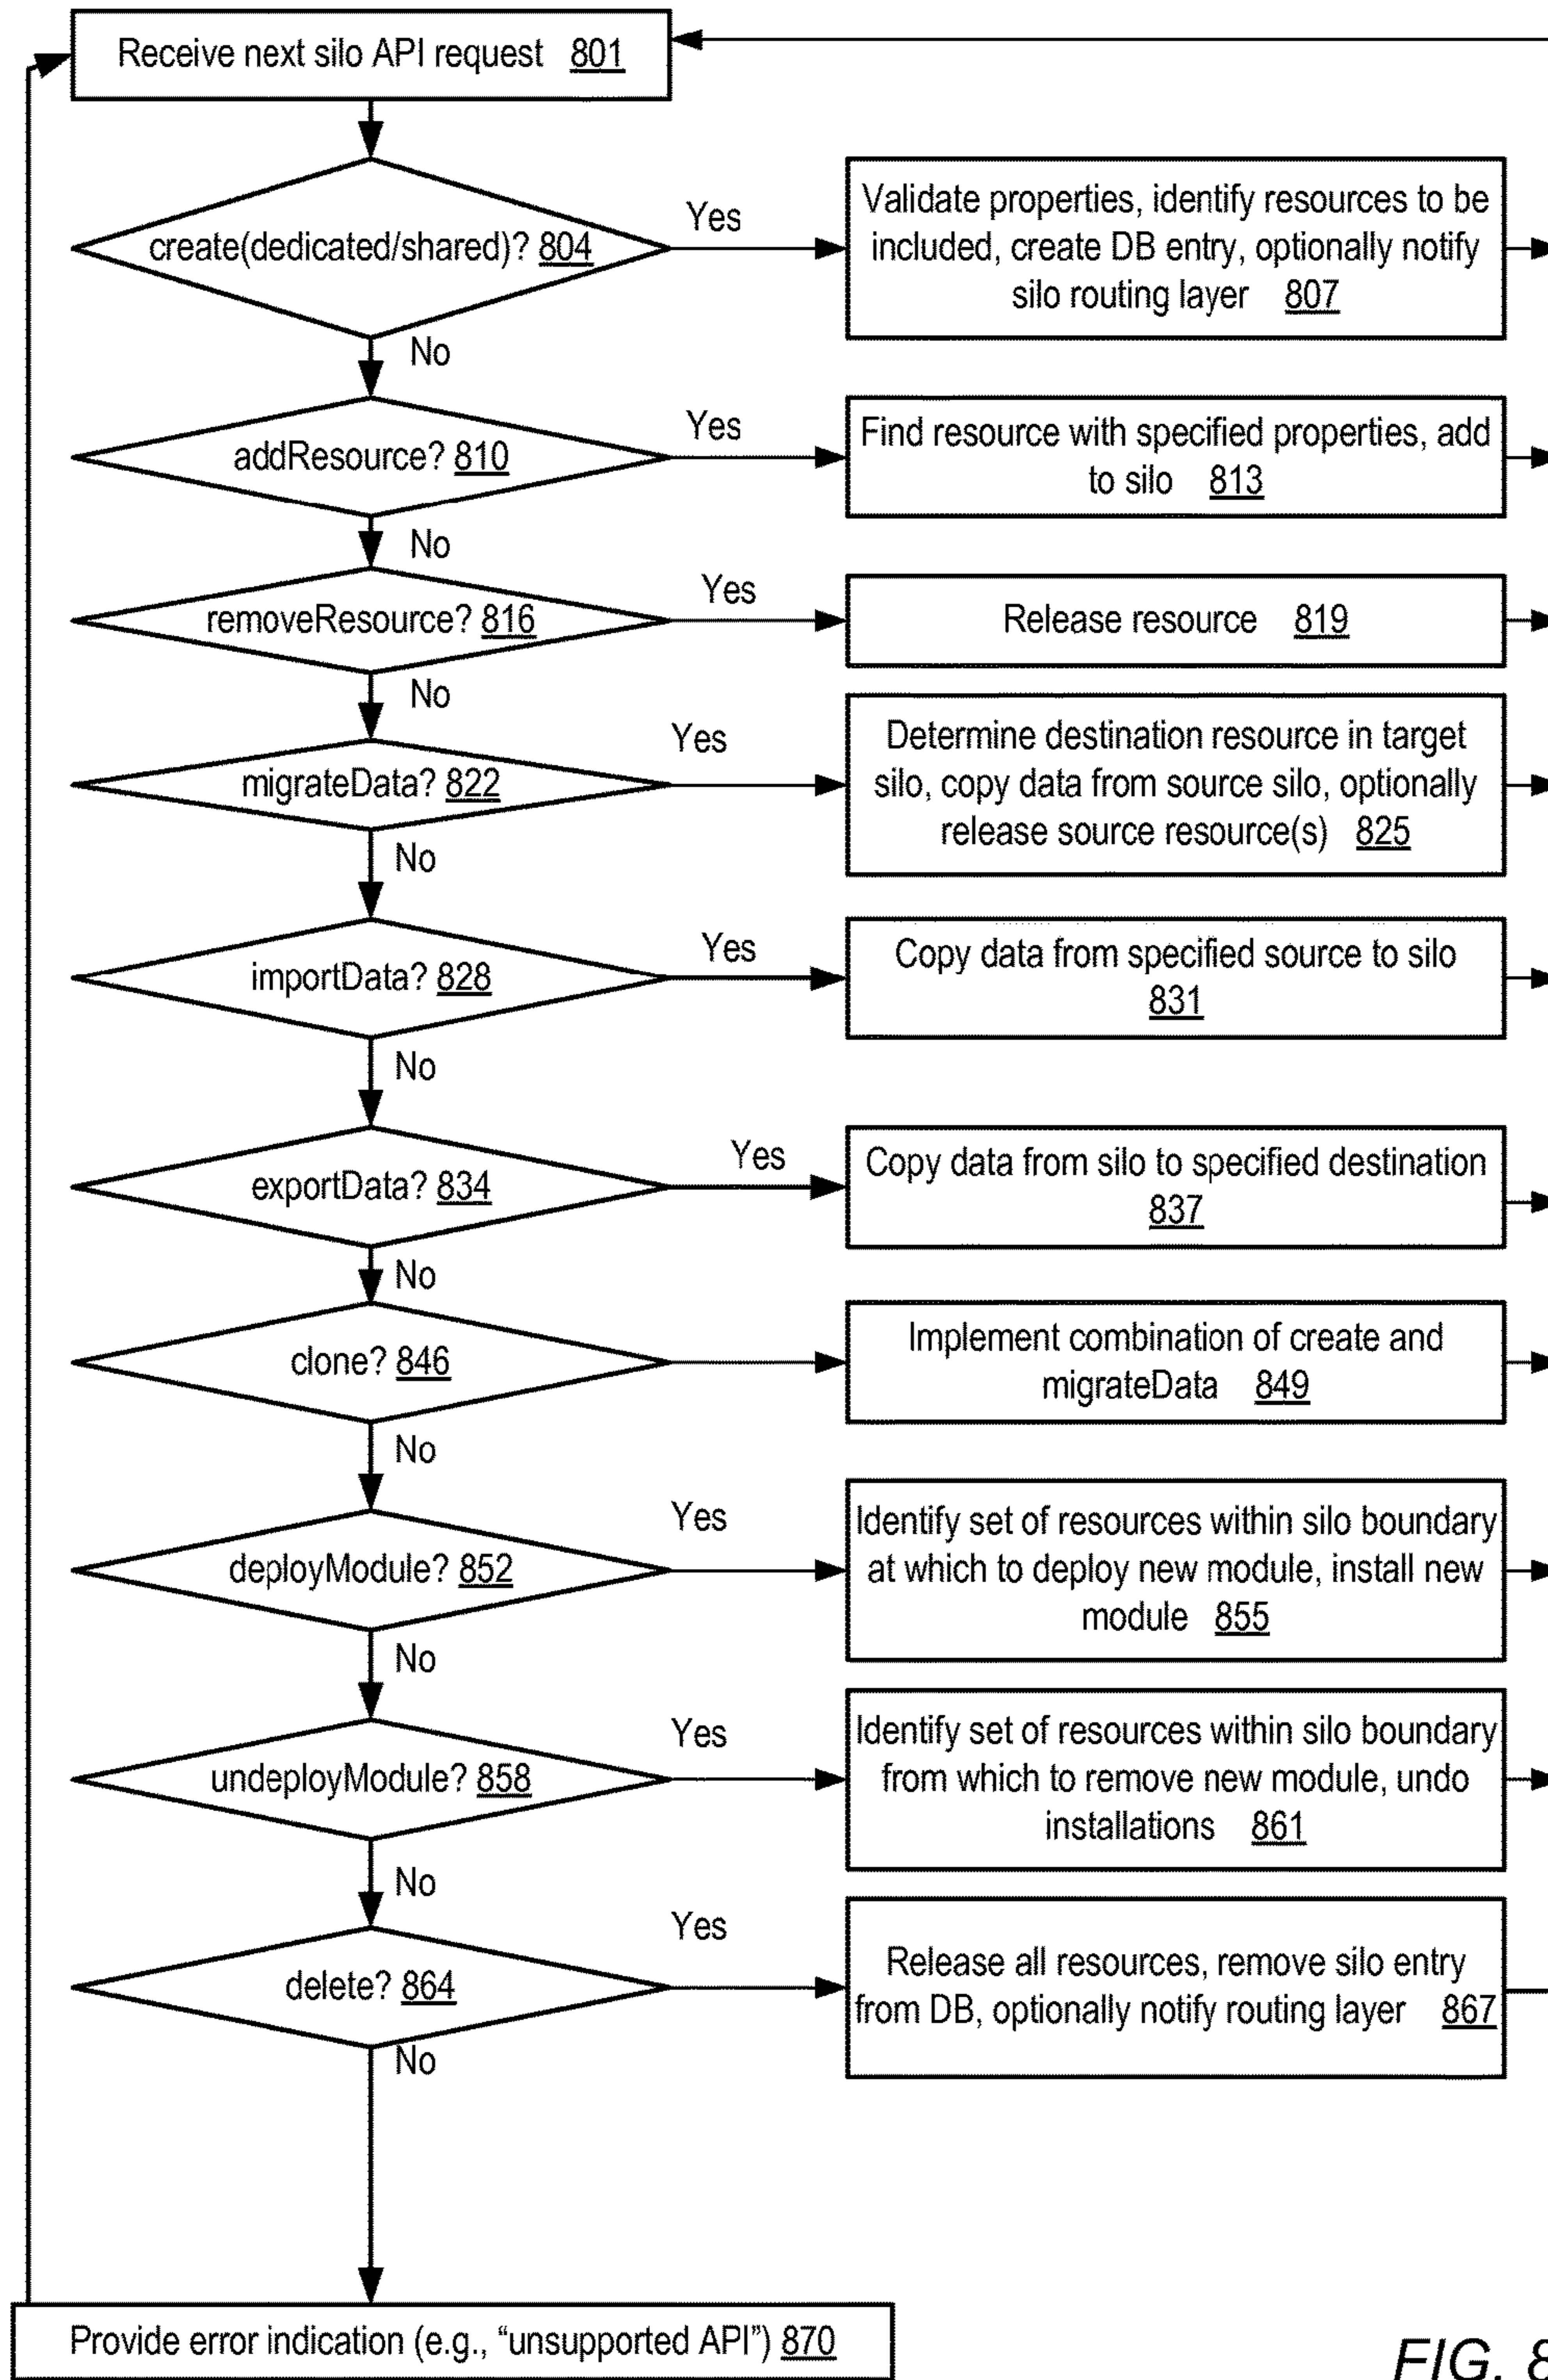 Receive next silo API request 801
create(dedicated/shared)? 804
Yes
Validate properties, identify resources to be
included, create DB entry, optionally notify
silo routing layer 807
No
addResource? 810
Yes
Find resource with specified properties, add
to silo 813
No
removeResource? 816
Yes
Release resource 819
No
migrateData? 822
Yes
Determine destination resource in target
silo, copy data from source silo, optionally
release source resource(s) 825
No
importData? 828
Yes
Copy data from specified source to silo
831
No
exportData? 834
Yes
Copy data from silo to specified destination
837
No
clone? 846
Implement combination of create and
migrateData 849
No
deployModule? 852
Yes
Identify set of resources within silo boundary
at which to deploy new module, install new
module 855
No
undeployModule? 858
Yes
Identify set of resources within silo boundary
from which to remove new module, undo
installations 861
No
delete? 864
Yes
Release all resources, remove silo entry
from DB, optionally notify routing layer 867
No
Provide error indication (e.g., “unsupported API”) 870
FIG. 8